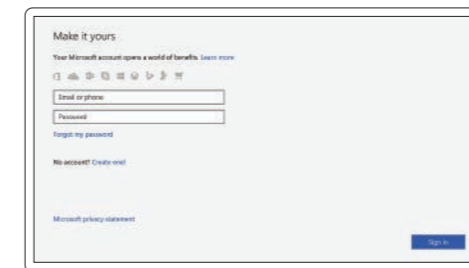 Make it yours
Your Microsoft account opens a world of benefits. Learn more
Email or phone
Password
Forgot my password
No account? Create one!
Microsoft privacy statement
Sign in